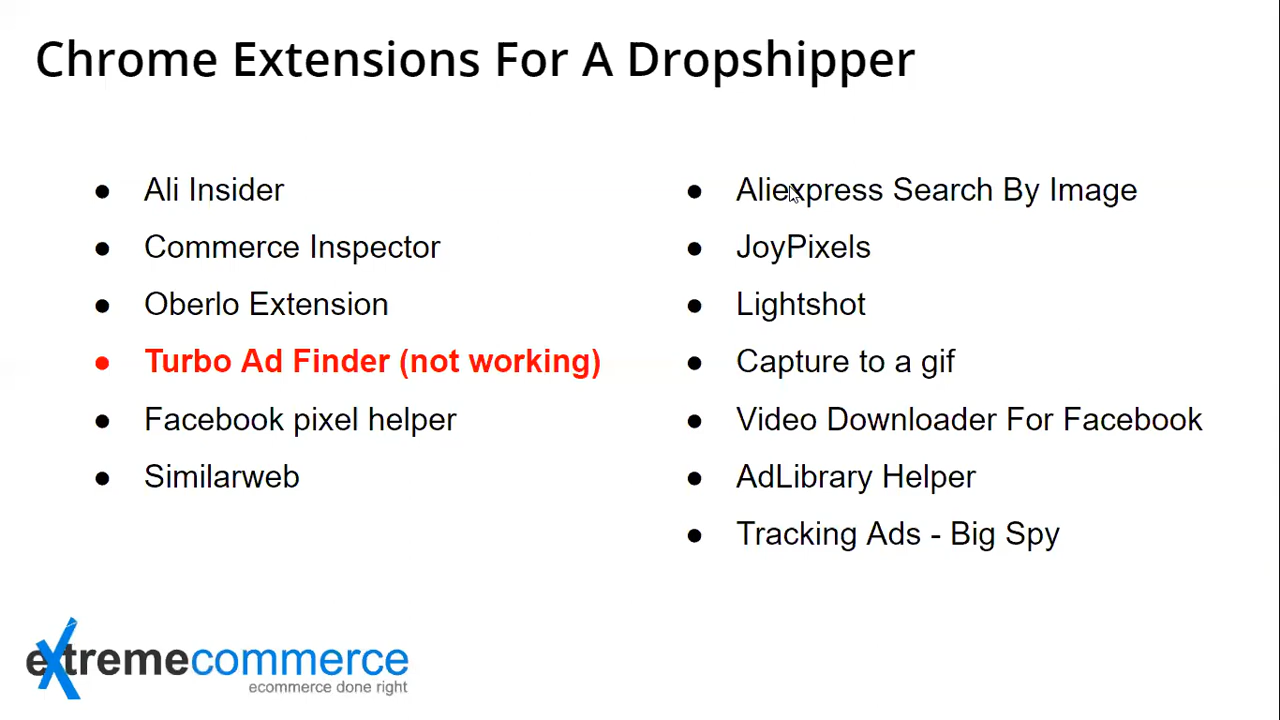 Chrome Extensions For A Dropshipper
● Ali Insider
● Commerce Inspector
● Oberlo Extension
● Turbo Ad Finder (not working)
● Facebook pixel helper
● Similarweb
● Aliexpress Search By Image
● JoyPixels
● Lightshot
● Capture to a gif
● Video Downloader For Facebook
● AdLibrary Helper
● Tracking Ads - Big Spy
extremecommerce
ecommerce done right